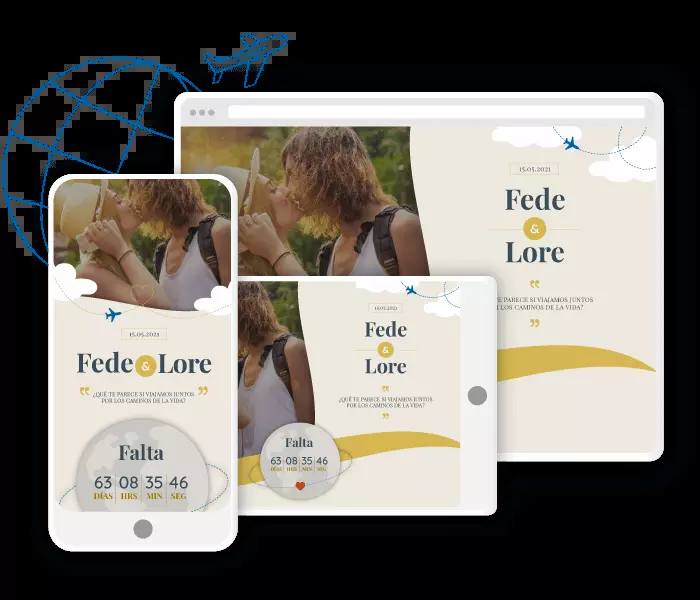 15.05.2021
Fede
&
Lore
PARECE SI VIAJAMOS JUNTOS
LOS CAMINOS DE LA VIDA?
15.05.2021
Fede
&
Lore
¿QUÉ TE PARECE SI VIAJAMOS JUNTOS
POR LOS CAMINOS DE LA VIDA?
Falta
63 08 35 46
DÍAS HRS MIN SEG
15.05.2021
Fede & Lore
¿QUÉ TE PARECE SI VIAJAMOS JUNTOS
POR LOS CAMINOS DE LA VIDA?
Falta
63 08 35 46
DÍAS HRS MIN SEG